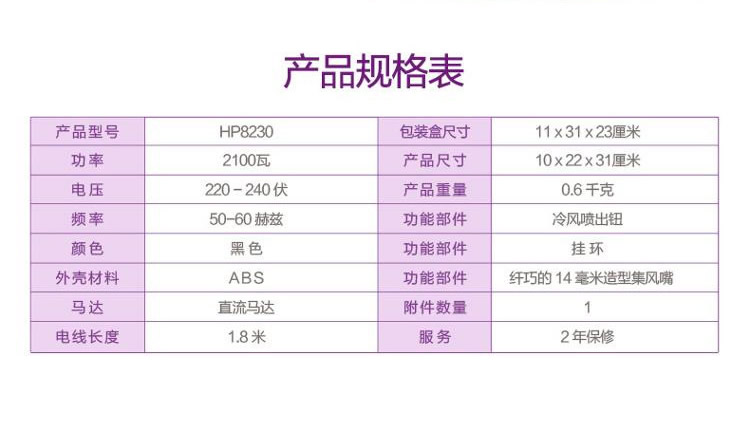 产品规格表
产品型号 HP8230 包装盒尺寸 11 x 31 x 23厘米
功率 2100瓦 产品尺寸 10 x 22 x 31厘米
电压 220 – 240 伏 产品重量 0.6 千克
频率 50-60 赫兹 功能部件 冷风喷出钮
颜色 黑色 功能部件 挂环
外壳材料 ABS 功能部件 纤巧的 14 毫米造型集风嘴
马达 直流马达 附件数量 1
电线长度 1.8 米 服务 2 年保修